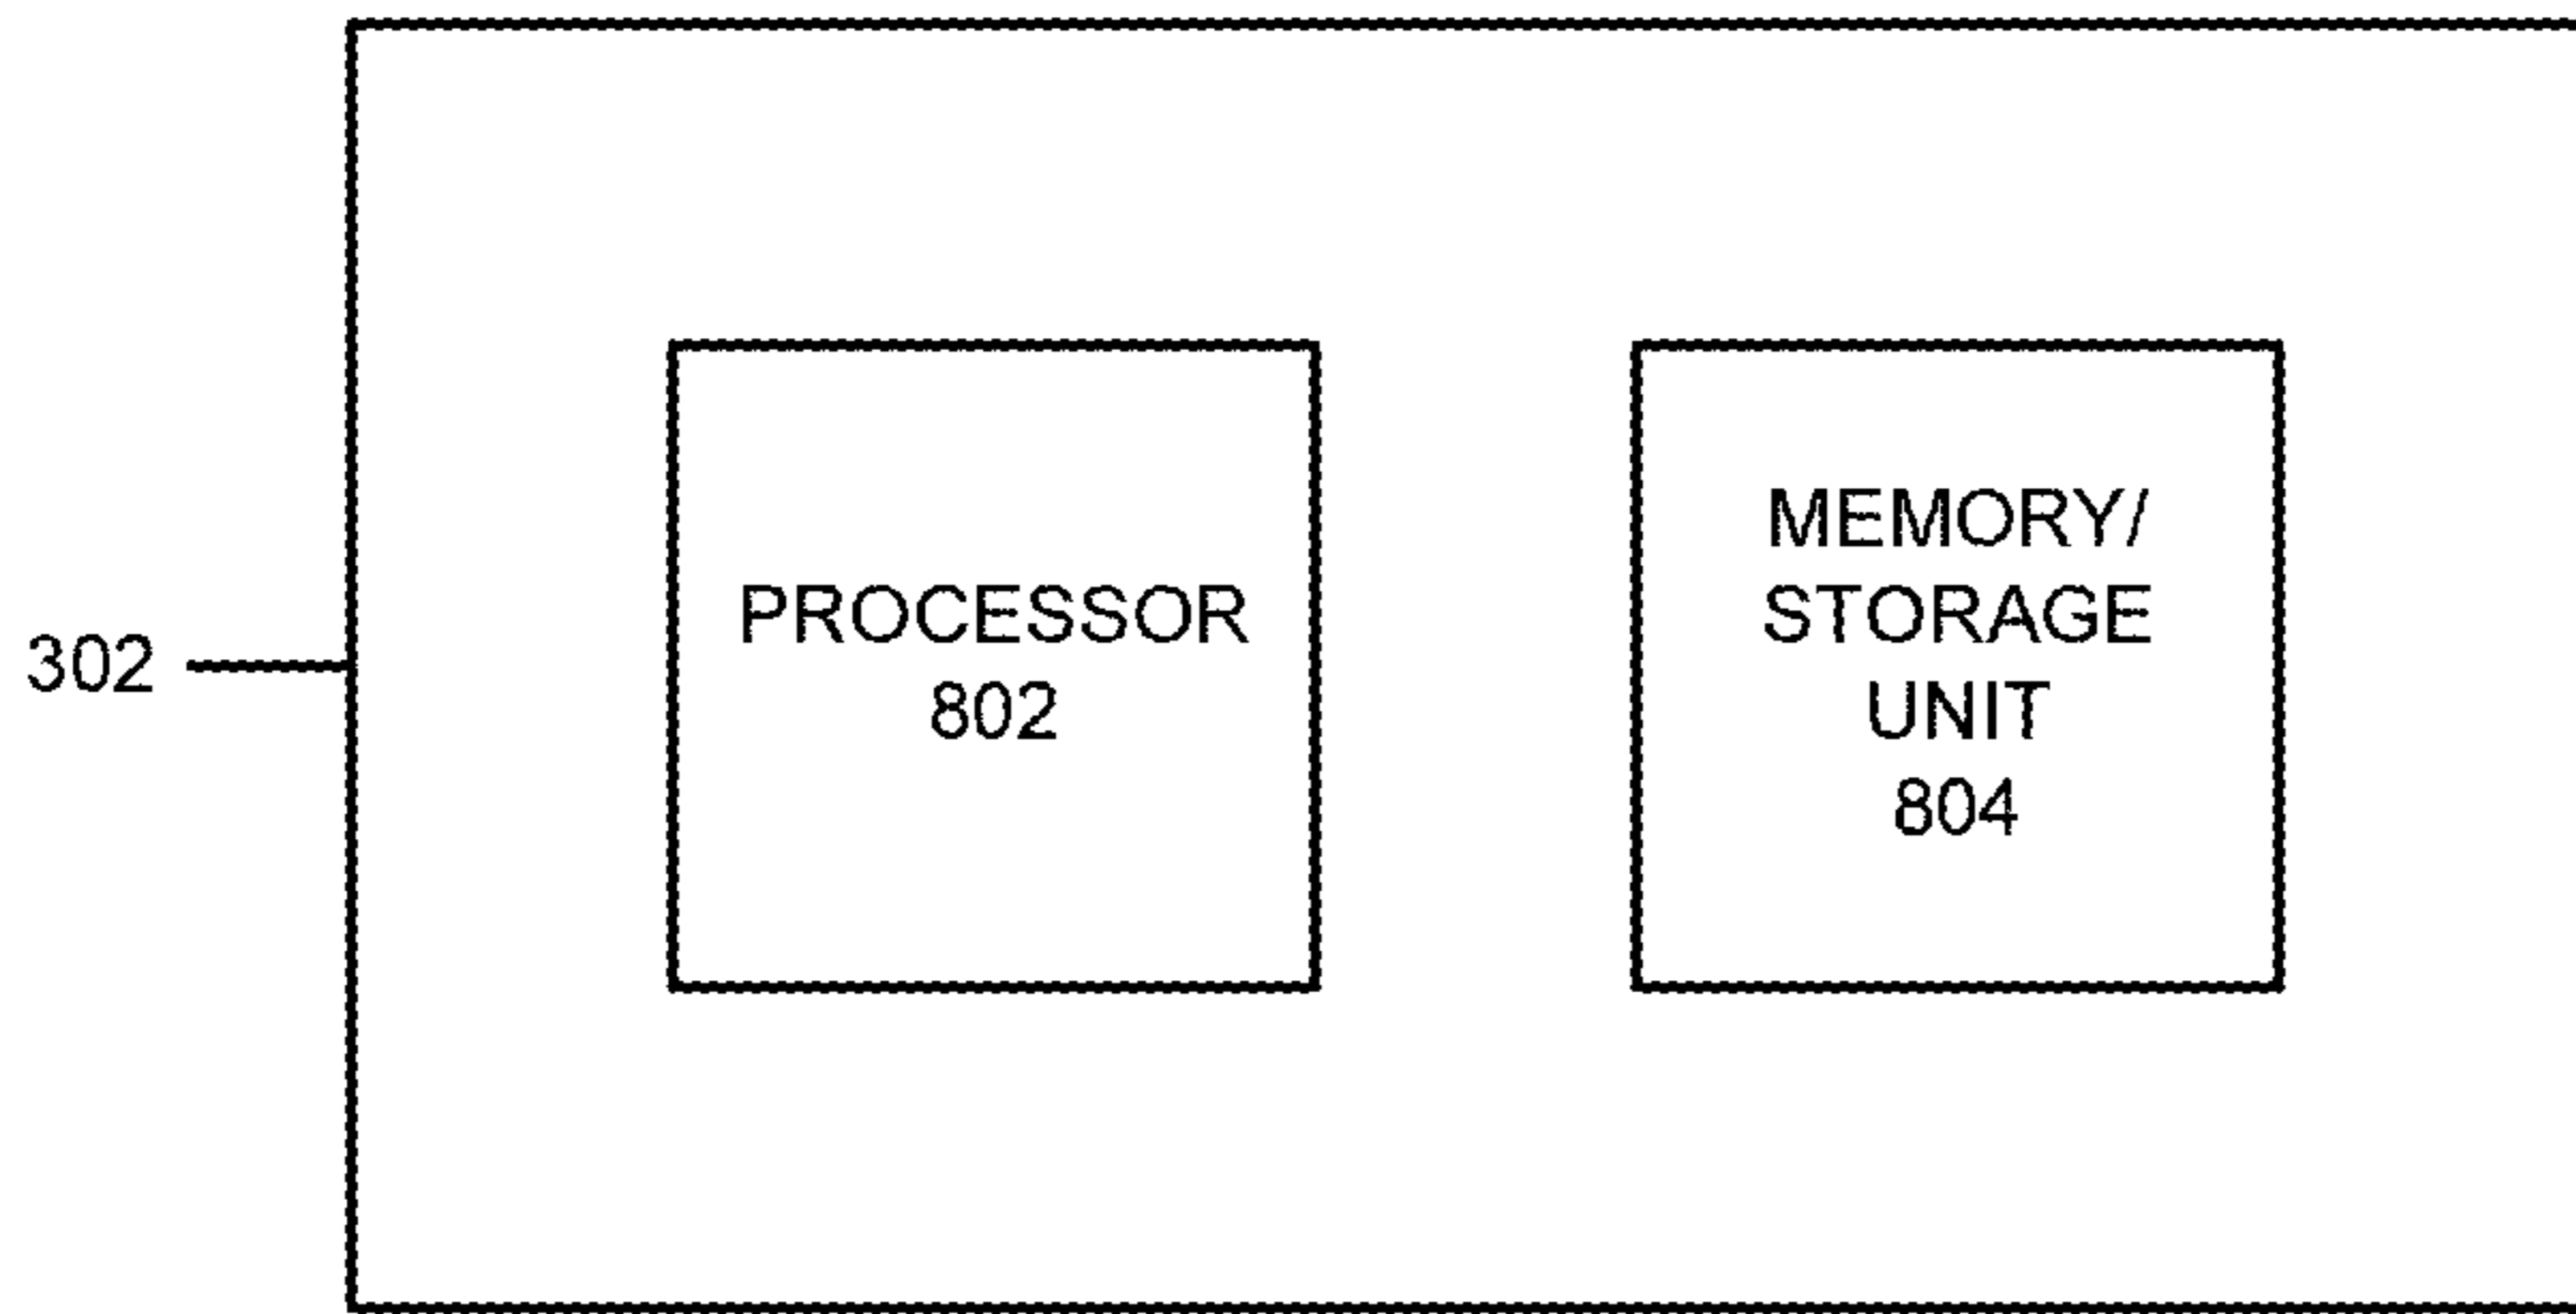 302
PROCESSOR
802
MEMORY/
STORAGE
UNIT
804